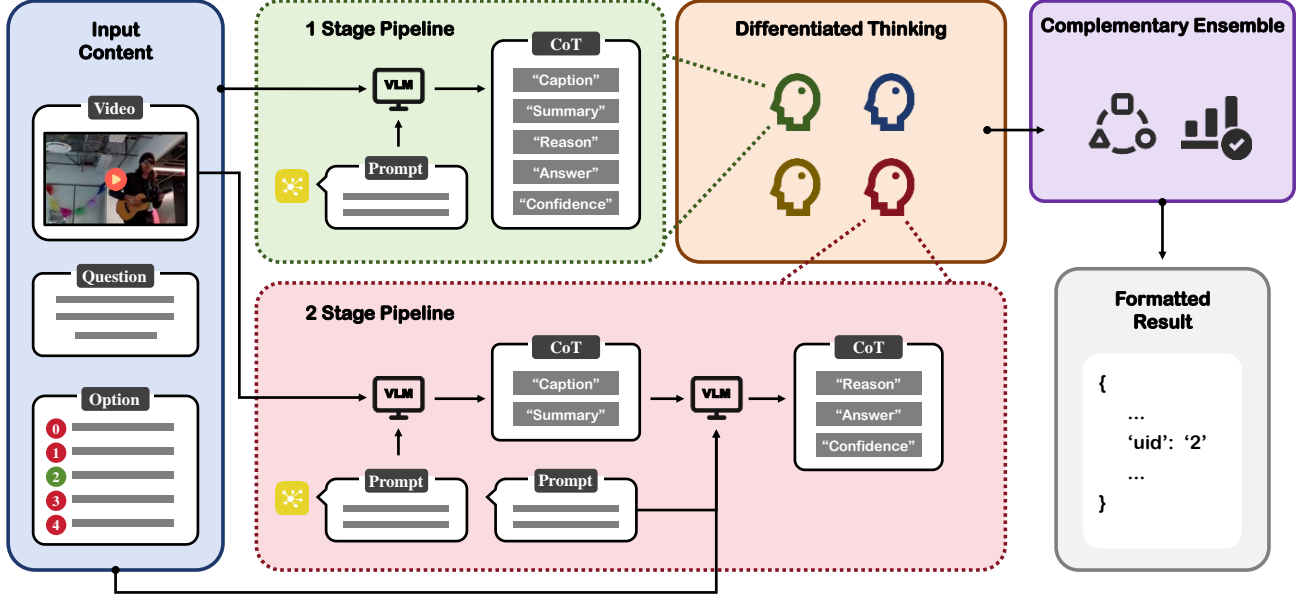 Input
Content
Video
Question
Option
0
1
2
3
4
1 Stage Pipeline
VLM
Prompt
CoT
“Caption”
“Summary”
“Reason”
“Answer”
“Confidence”
Differentiated Thinking
Complementary Ensemble
2 Stage Pipeline
VLM
Prompt
CoT
“Caption”
“Summary”
Prompt
VLM
CoT
“Reason”
“Answer”
“Confidence”
Formatted
Result
{
...
‘uid’: ‘2’
...
}